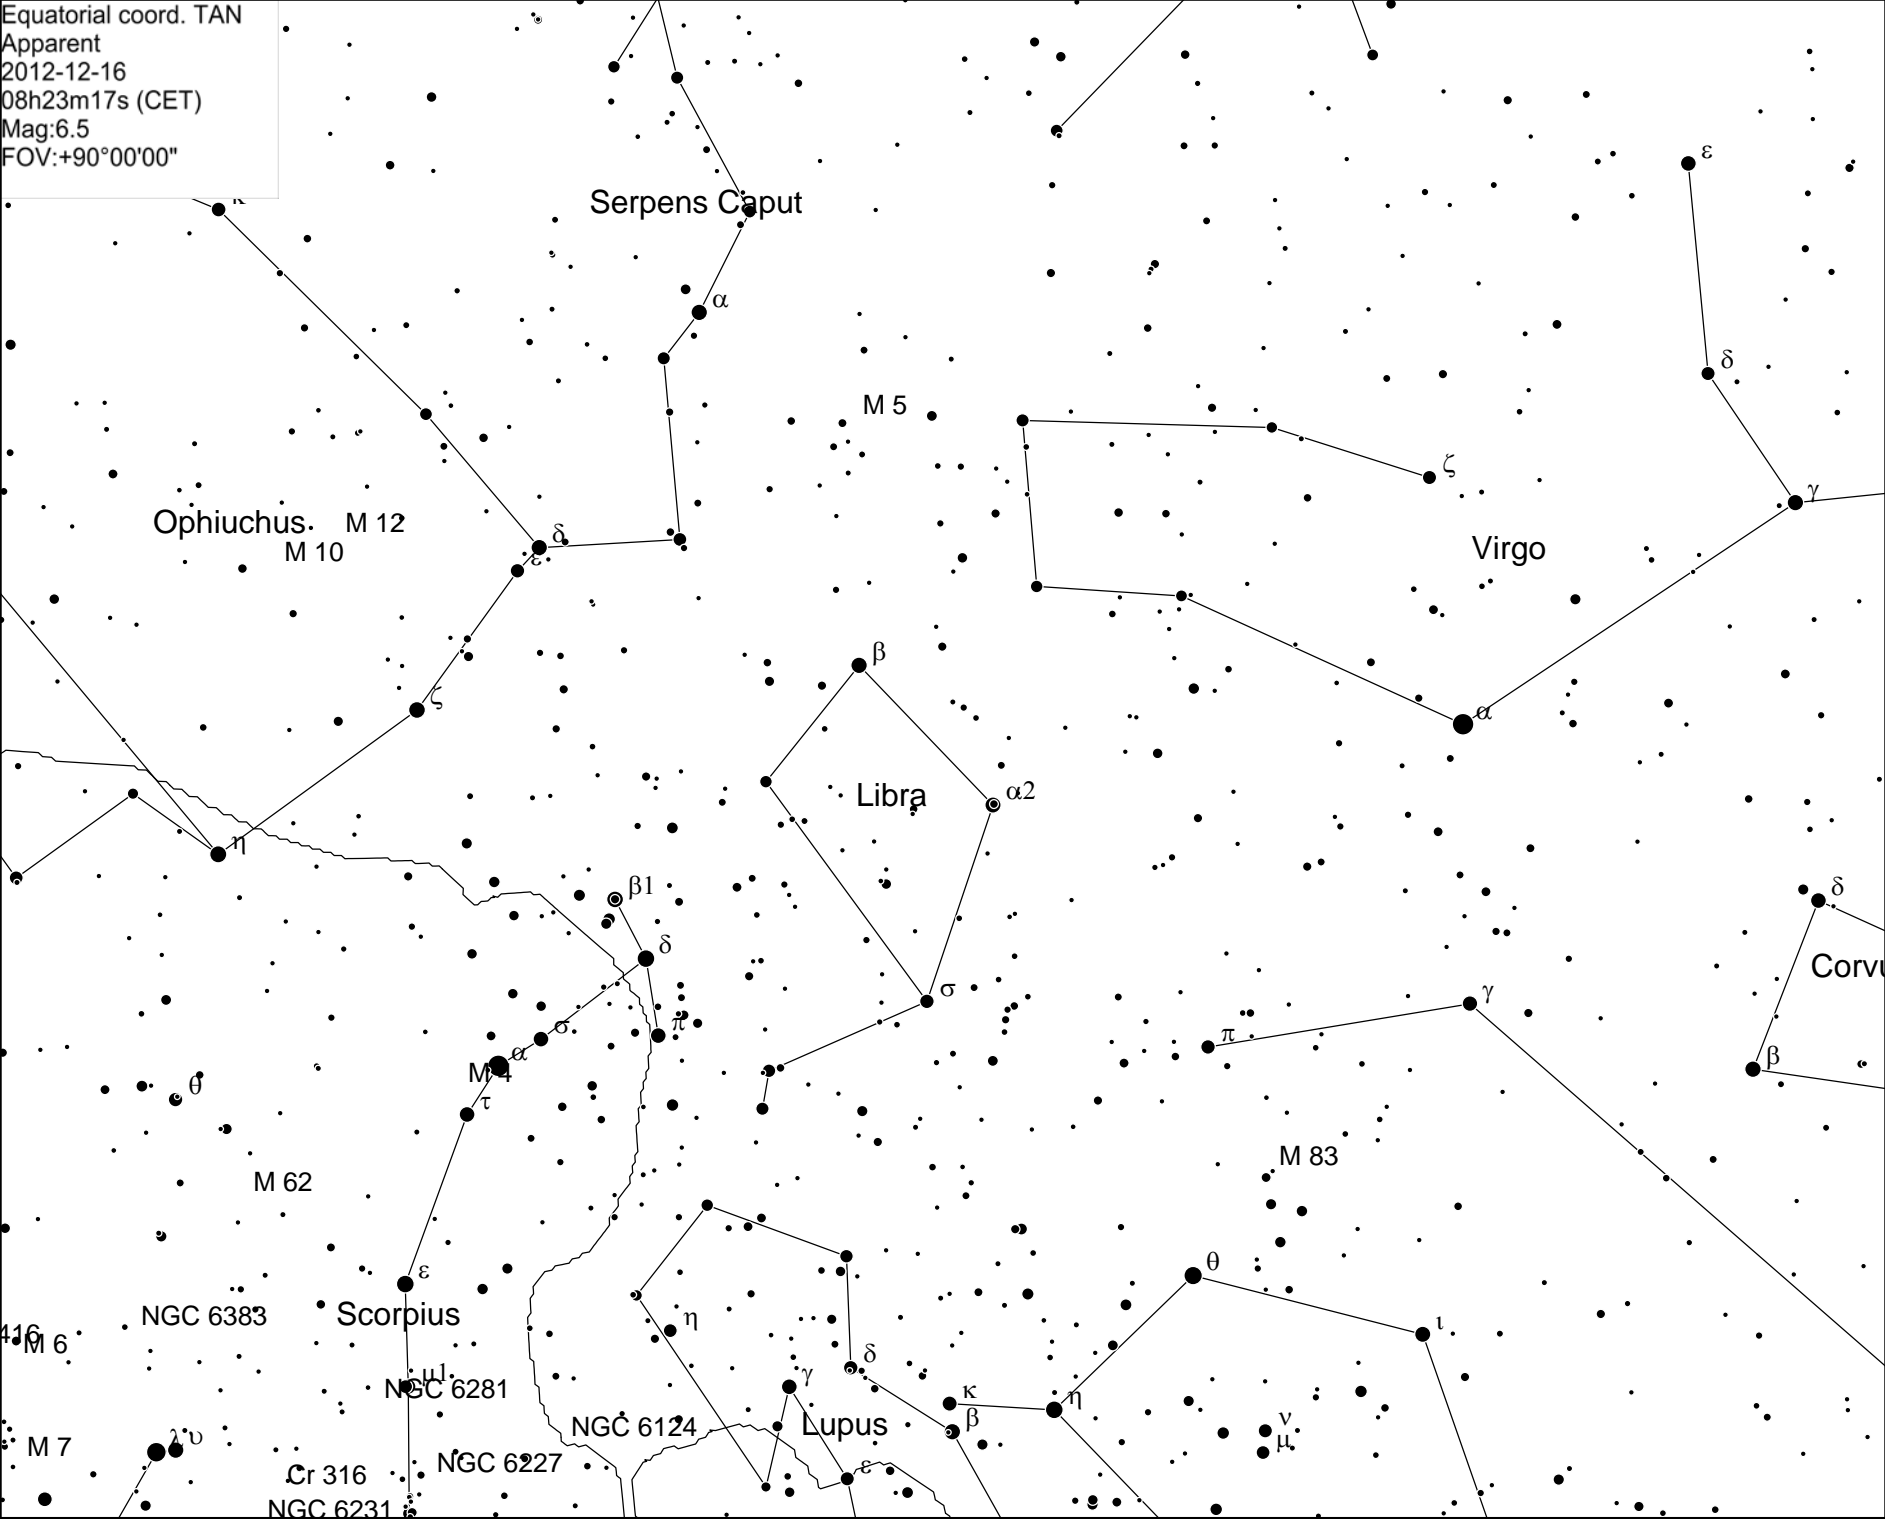 Equatorial coord. TAN
Apparent
2012-12-16
08h23m17s (CET)
Mag:6.5
FOV:+90°00'00"
ε
κ
Serpens Caput
α
δ
M 5
ζ
γ
Ophiuchus
M 12
δ
M 10
ε
Virgo
β
ζ
α
Libra
α2
η
β1
δ
δ
Corvu
σ
γ
π
σ
π
α
M 4
β
θ
τ
M 83
M 62
θ
ε
NGC 6383
Scorpius
η
ι
416
M 6
δ
μ1
γ
NGC 6281
κ
η
β
NGC 6124
Lupus
ν
λ
υ
μ
M 7
NGC 6227
ε
Cr 316
NGC 6231